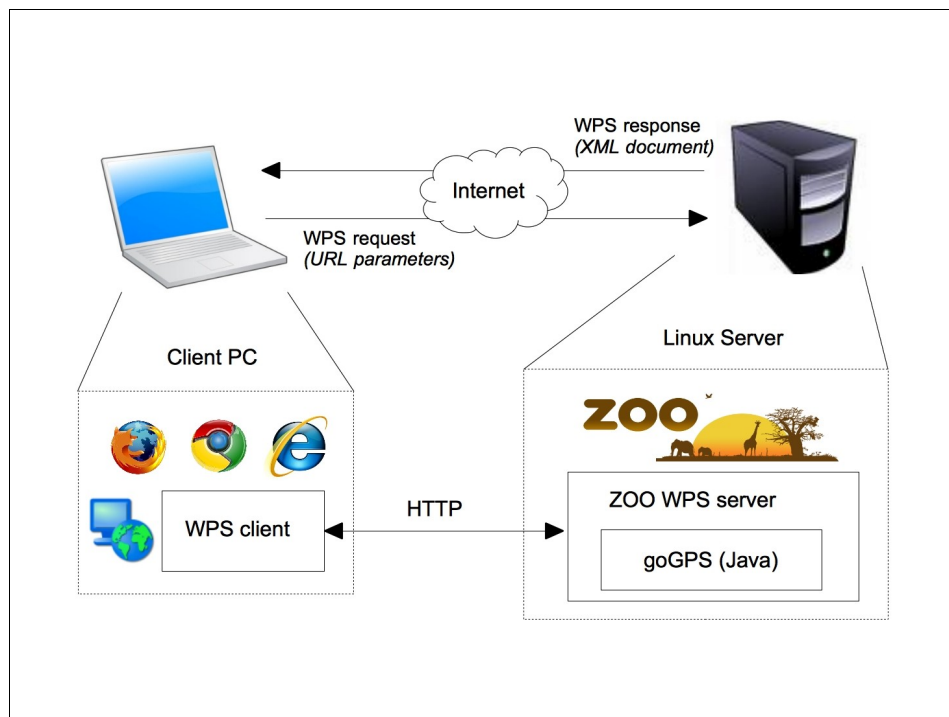 WPS response
(XML document)
Internet
WPS request
(URL parameters)
Client PC
Linux Server
ZOO
WPS client
HTTP
ZOO WPS server
goGPS (Java)